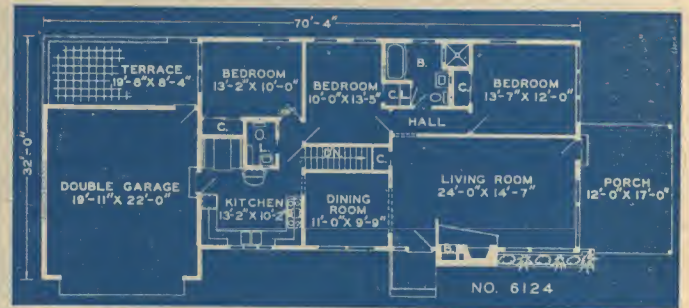 70'-4"
TERRACE
19'-8" X 8'-4"
BEDROOM
13'-2" X 10'-0"
BEDROOM
10'-0" X 13'-5"
B.
C.
C.
BEDROOM
13'-7" X 12'-0"
HALL
C.
L.
DN.
C.
32'-0"
DOUBLE GARAGE
19'-11" X 22'-0"
KITCHEN
13'-2" X 10'-2"
DINING
ROOM
11'-0" X 9'-9"
LIVING ROOM
24'-0" X 14'-7"
PORCH
12'-0" X 17'-0"
B.
NO. 6124